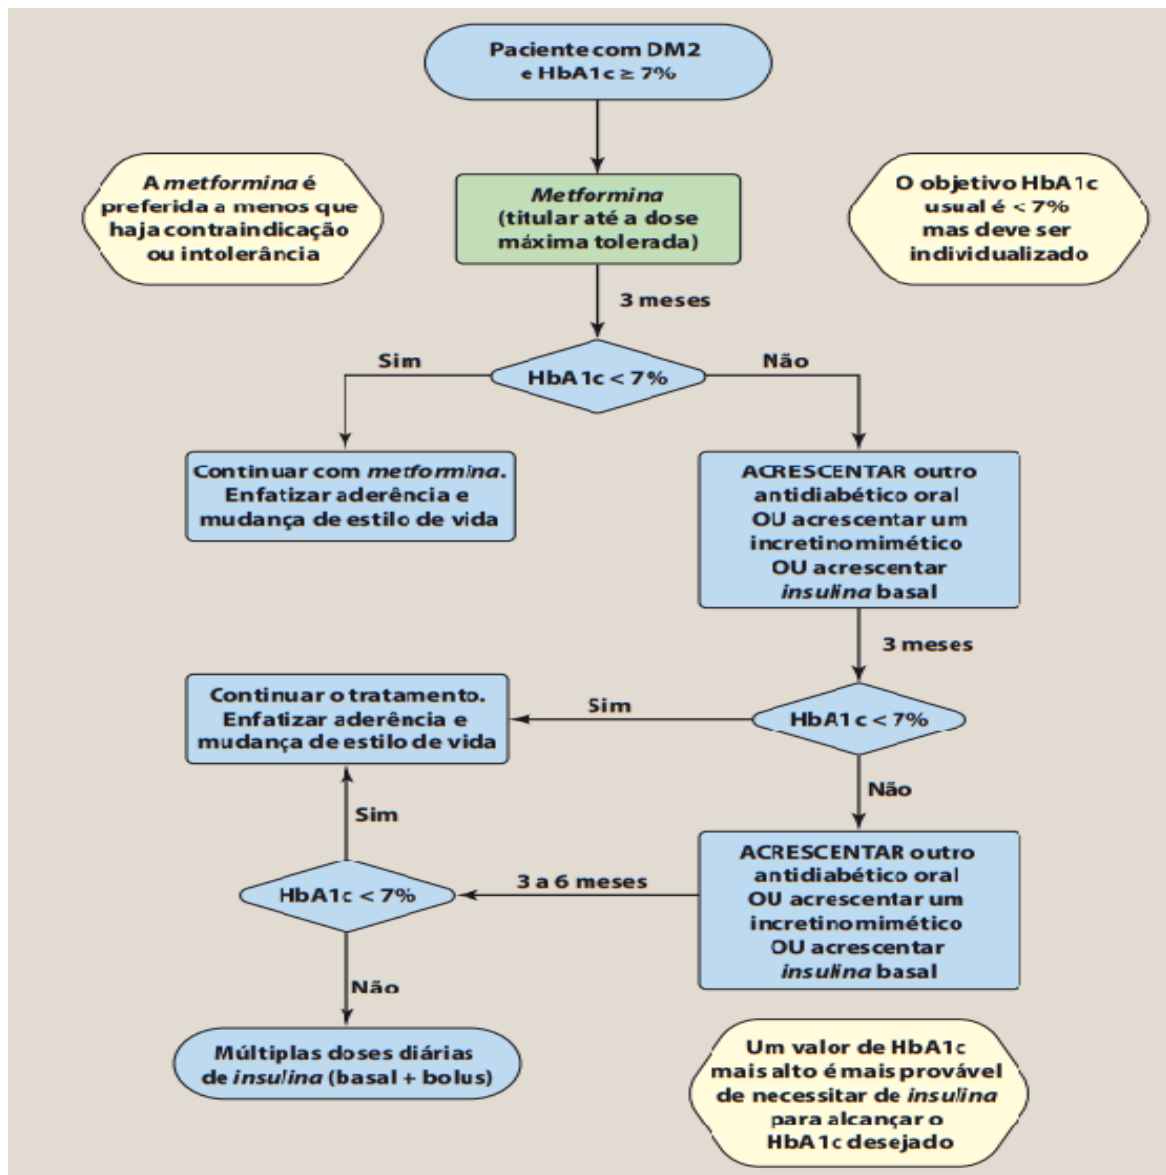 Paciente com DM2
e HbA1c ≥ 7%
A metformina é
preferida a menos que
haja contraindicação
ou intolerância
Metformina
(titular até a dose
máxima tolerada)
O objetivo HbA1c
usual é < 7%
mas deve ser
individualizado
3 meses
Sim
HbA1c < 7%
Não
Continuar com metformina.
Enfatizar aderência e
mudança de estilo de vida
ACRESCENTAR outro
antidiabético oral
OU acrescentar um
incretinomimético
OU acrescentar
insulina basal
3 meses
Continuar o tratamento.
Enfatizar aderência e
mudança de estilo de vida
Sim
HbA1c < 7%
Não
Sim
ACRESCENTAR outro
antidiabético oral
OU acrescentar um
incretinomimético
OU acrescentar
insulina basal
3 a 6 meses
HbA1c < 7%
Não
Múltiplas doses diárias
de insulina (basal + bolus)
Um valor de HbA1c
mais alto é mais provável
de necessitar de insulina
para alcançar o
HbA1c desejado